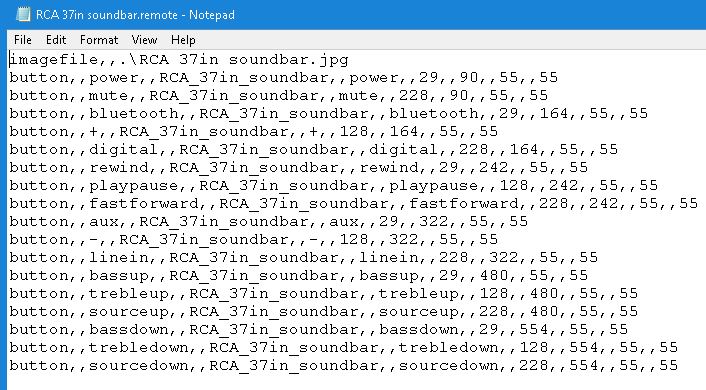 RCA 37in soundbar.remote - Notepad
File Edit Format View Help
imagefile,,.\RCA 37in soundbar.jpg
button,,power,,RCA_37in_soundbar,,power,,29,,90,,55,,55
button,,mute,,RCA_37in_soundbar,,mute,,228,,90,,55,,55
button,,bluetooth,,RCA_37in_soundbar,,bluetooth,,29,,164,,55,,55
button,,+,,RCA_37in_soundbar,,+,,128,,164,,55,,55
button,,digital,,RCA_37in_soundbar,,digital,,228,,164,,55,,55
button,,rewind,,RCA_37in_soundbar,,rewind,,29,,242,,55,,55
button,,playpause,,RCA_37in_soundbar,,playpause,,128,,242,,55,,55
button,,fastforward,,RCA_37in_soundbar,,fastforward,,228,,242,,55,,55
button,,aux,,RCA_37in_soundbar,,aux,,29,,322,,55,,55
button,,-,,RCA_37in_soundbar,,-,,128,,322,,55,,55
button,,linein,,RCA_37in_soundbar,,linein,,228,,322,,55,,55
button,,bassup,,RCA_37in_soundbar,,bassup,,29,,480,,55,,55
button,,trebleup,,RCA_37in_soundbar,,trebleup,,128,,480,,55,,55
button,,sourceup,,RCA_37in_soundbar,,sourceup,,228,,480,,55,,55
button,,bassdown,,RCA_37in_soundbar,,bassdown,,29,,554,,55,,55
button,,trebledown,,RCA_37in_soundbar,,trebledown,,128,,554,,55,,55
button,,sourcedown,,RCA_37in_soundbar,,sourcedown,,228,,554,,55,,55